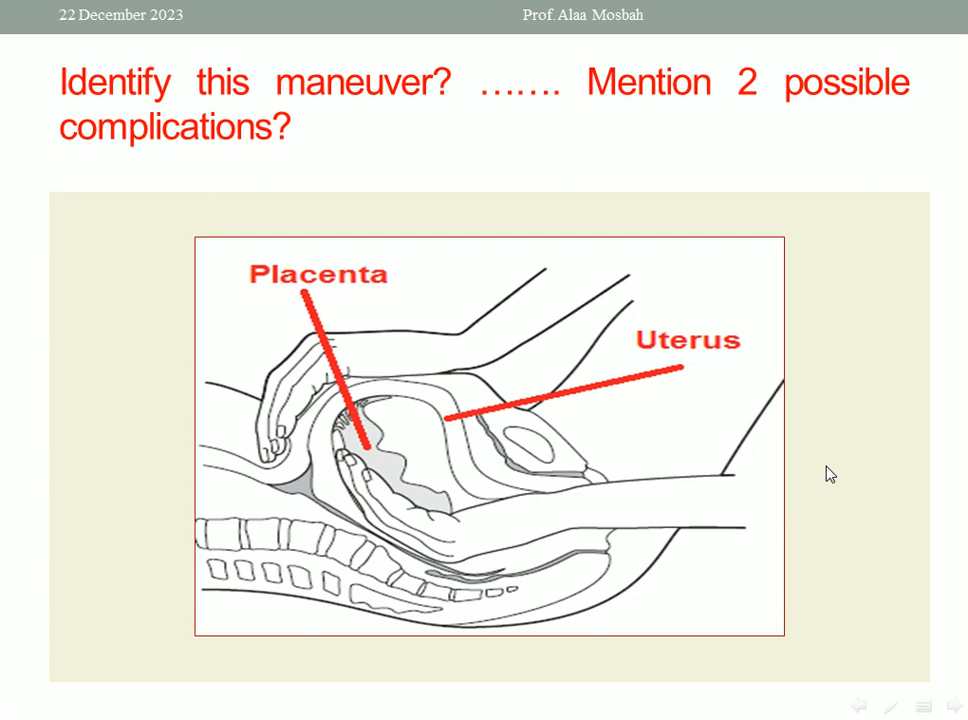 22 December 2023 Prof. Alaa Mosbah
Identify this maneuver? ....... Mention 2 possible
complications?
Placenta
Uterus